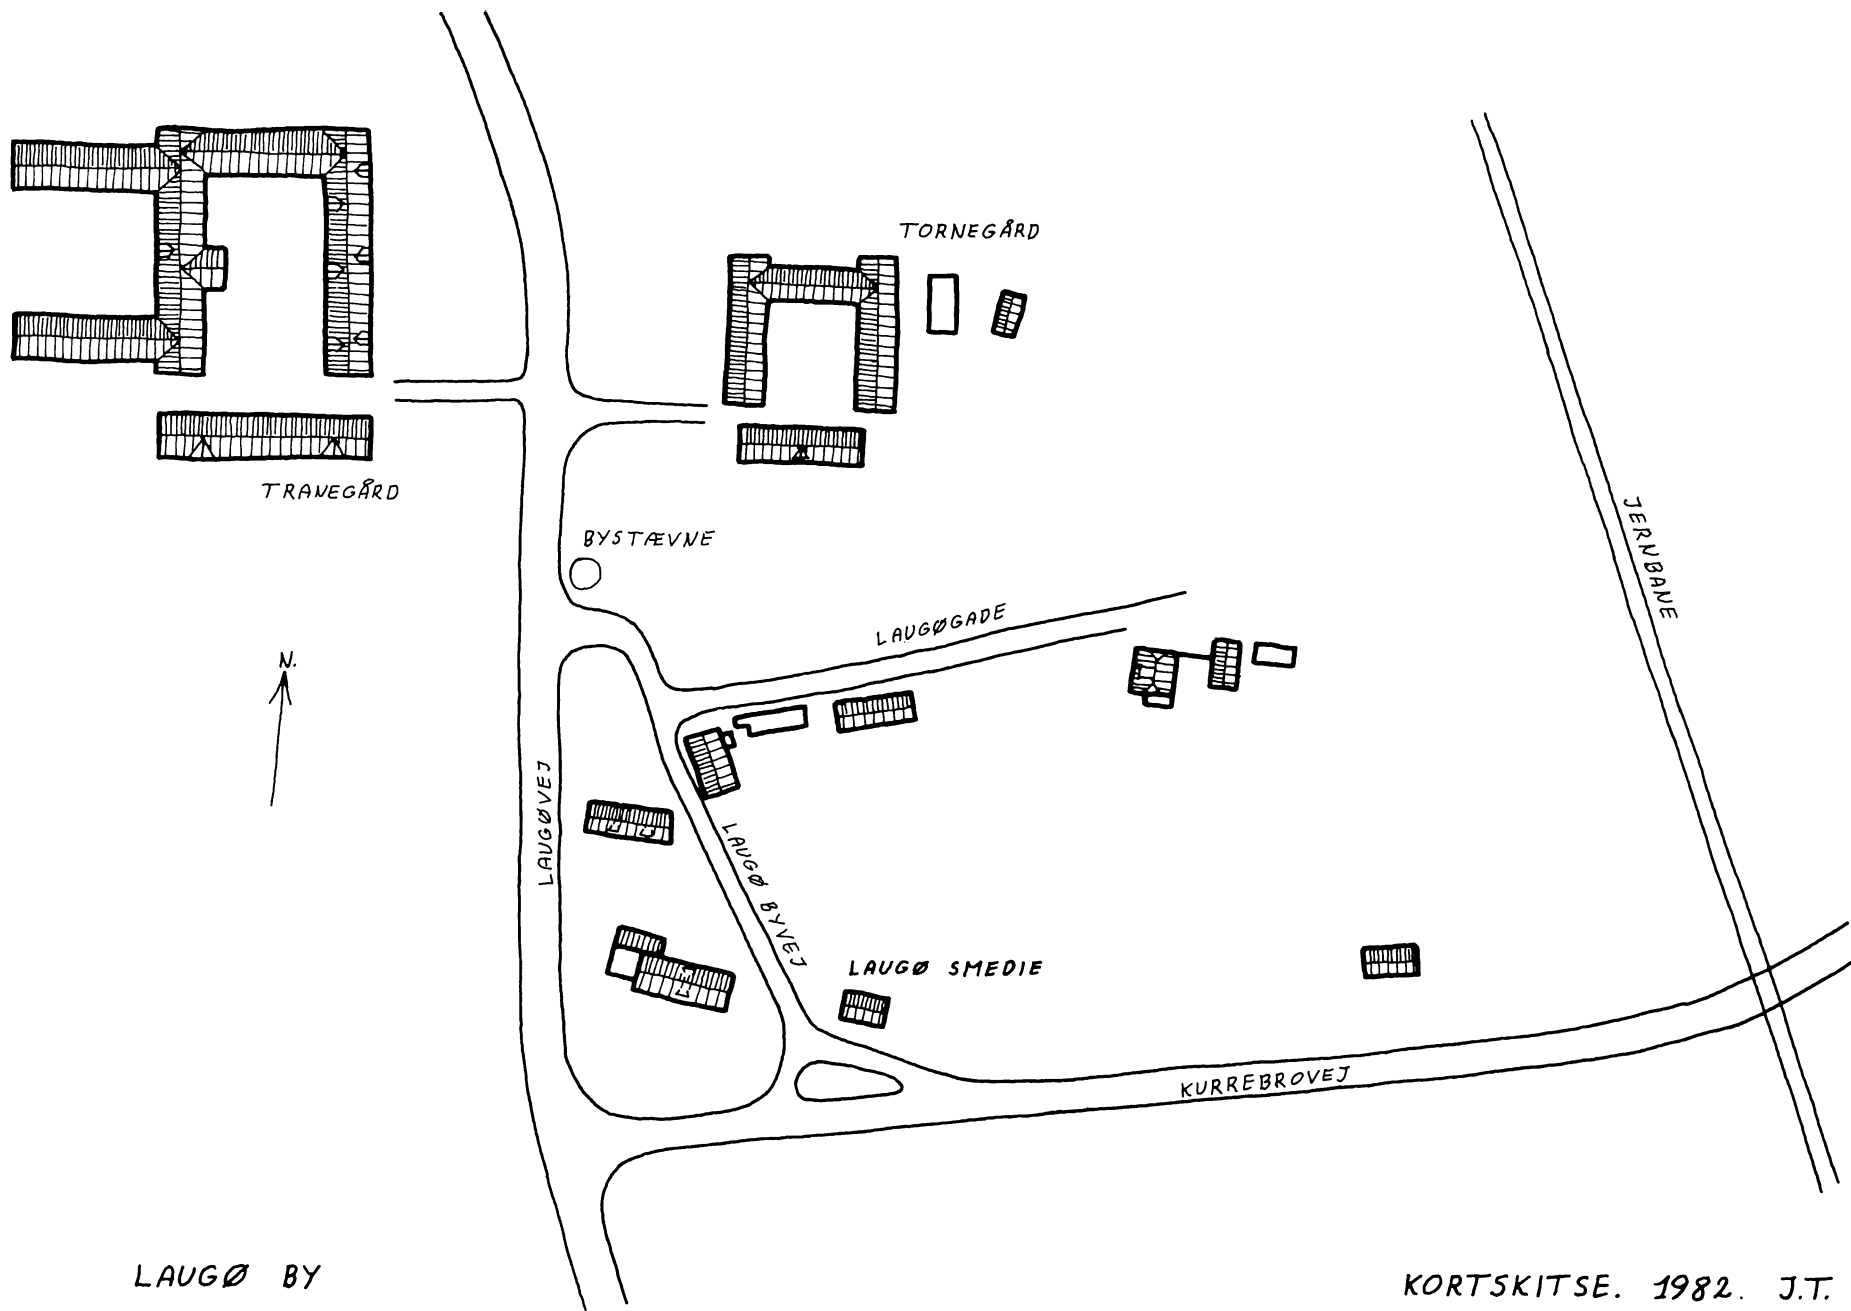 TORNEGÅRD
TRANEGÅRD
BYSTÆVNE
JERNBANE
LAUGØGADE
N.
LAUGØVEJ
LAUGØ BYVEJ
LAUGØ SMEDIE
KURREBROVEJ
LAUGØ BY
KORTSKITSE. 1982. J.T.